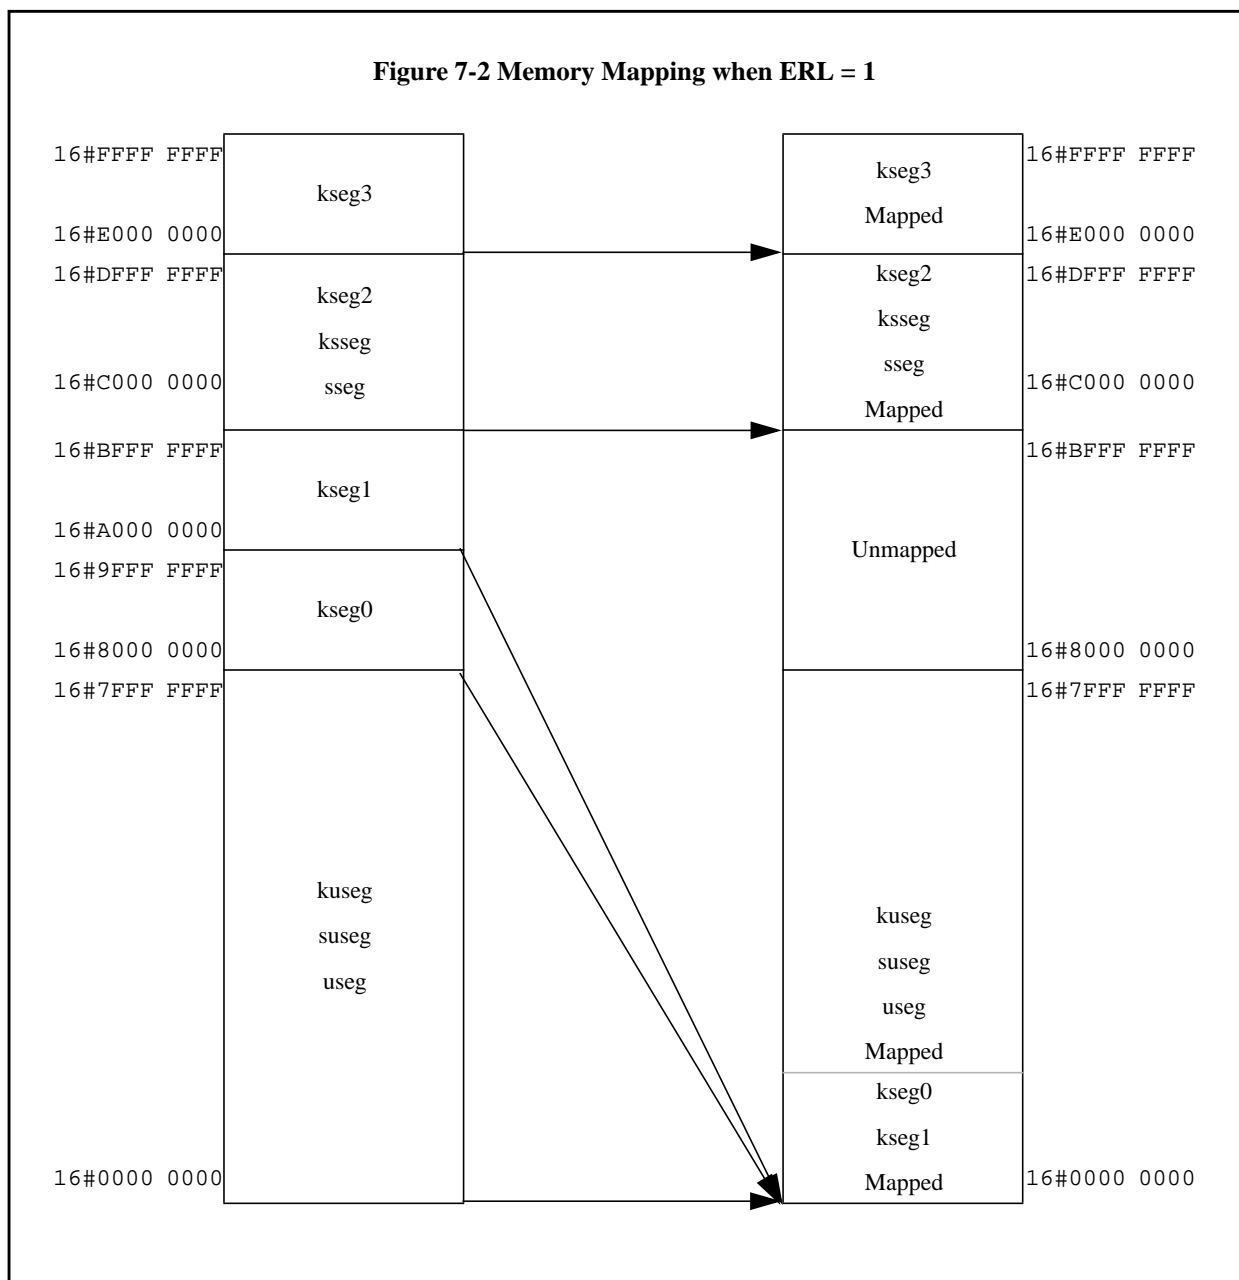 Figure 7-2 Memory Mapping when ERL = 1
16#FFFF FFFF
kseg3
16#E000 0000
16#DFFF FFFF
kseg2
ksseg
sseg
16#C000 0000
16#BFFF FFFF
kseg1
16#A000 0000
16#9FFF FFFF
kseg0
16#8000 0000
16#7FFF FFFF
kuseg
suseg
useg
16#0000 0000
16#FFFF FFFF
kseg3
Mapped
16#E000 0000
kseg2
16#DFFF FFFF
ksseg
sseg
16#C000 0000
Mapped
16#BFFF FFFF
Unmapped
16#8000 0000
16#7FFF FFFF
kuseg
suseg
useg
Mapped
kseg0
kseg1
Mapped
16#0000 0000